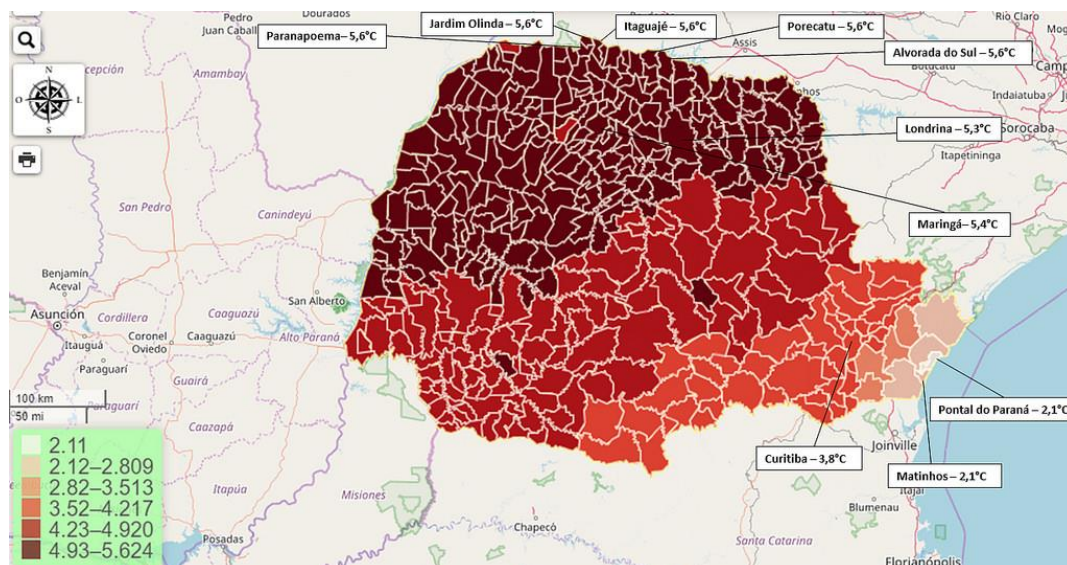 Pedro
Juan Caball
Dourados
Jardim Olinda – 5,6°C
Itaguajé – 5,6°C
Porecatu – 5,6°C
Rio Claro
Paranapoema– 5,6°C
Assis
Alvorada do Sul – 5,6°C
Botucatu
Camp
N
O
L
S
Amambay
Indaiatuba
Londrina – 5,3°C
Sorocaba
Itapetininga
San Pedro
Canindeyú
Maringá– 5,4°C
Benjamín
Aceval
San Alberto
Asunción
Cordillera
Coronel
Oviedo
Caaguazú
Caaguazú
Alto Paraná
Itauguá
Paraguarí
Guairá
100 km
50 mi
Caazapá
Pontal do Paraná – 2,1°C
Joinville
Curitiba – 3,8°C
Matinhos – 2,1°C
Itajaí
2.11
2.12–2.809
2.82–3.513
3.52–4.217
4.23–4.920
4.93–5.624
Itapúa
Misiones
Blumenau
Chapecó
Posadas
Santa Catarina
Florianópolis